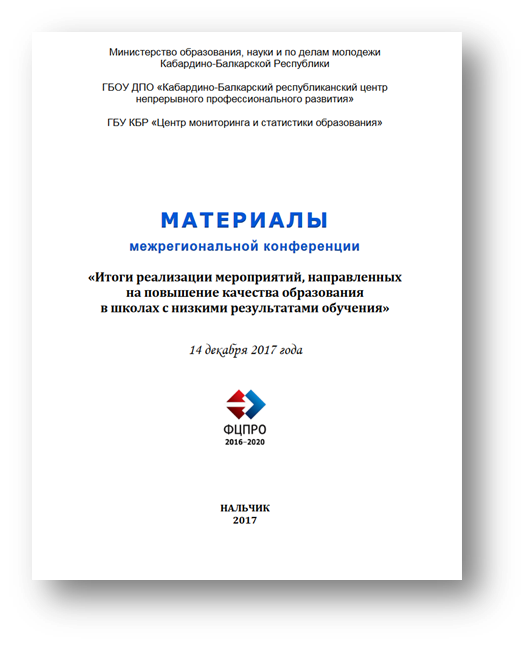 Министерство образования, науки и по делам молодежи
Кабардино-Балкарской Республики
ГБОУ ДПО «Кабардино-Балкарский республиканский центр
непрерывного профессионального развития»
ГБУ КБР «Центр мониторинга и статистики образования»
МАТЕРИАЛЫ
межрегиональной конференции
«Итоги реализации мероприятий, направленных
на повышение качества образования
в школах с низкими результатами обучения»
14 декабря 2017 года
ФЦПРО
2016-2020
НАЛЬЧИК
2017